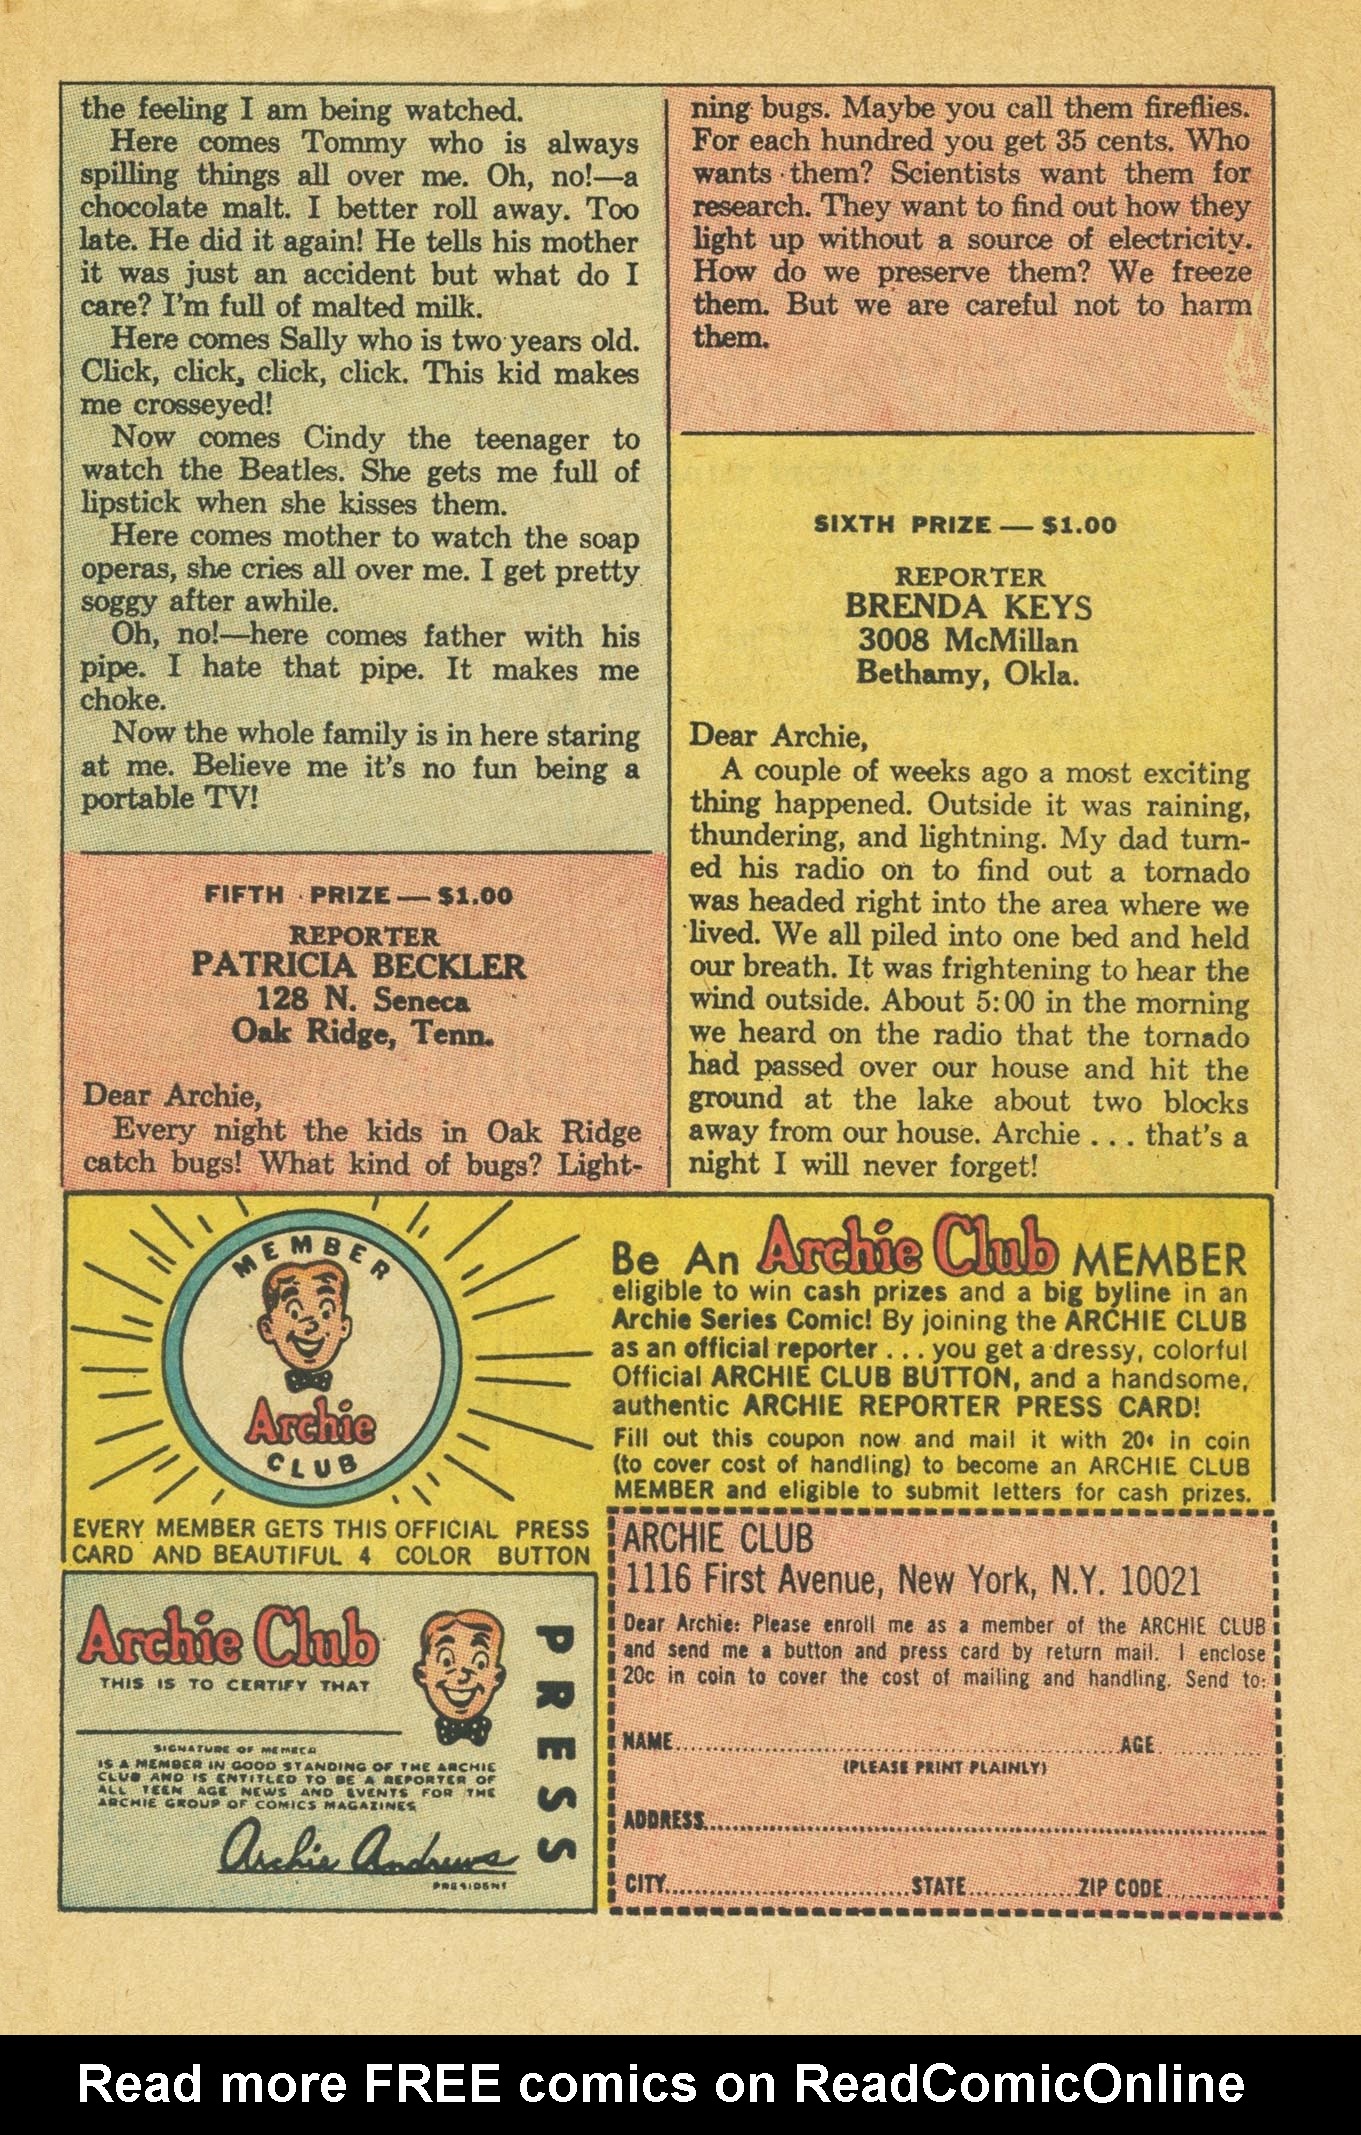 the feeling I am being watched.
Here comes Tommy who is always
spilling things all over me. Oh, no!—a
chocolate malt. I better roll away. Too
late. He did it again! He tells his mother
it was just an accident but what do I
care? I'm full of malted milk.
Here comes Sally who is two years old.
Click, click, click, click. This kid makes
me crosseyed!
Now comes Cindy the teenager to
watch the Beatles. She gets me full of
lipstick when she kisses them.
Here comes mother to watch the soap
operas, she cries all over me. I get pretty
soggy after awhile.
Oh, no!—here comes father with his
pipe. I hate that pipe. It makes me
choke.
Now the whole family is in here staring
at me. Believe me it's no fun being a
portable TV!
FIFTH PRIZE — $1.00
REPORTER
PATRICIA BECKLER
128 N. Seneca
Oak Ridge, Tenn.
Dear Archie,
Every night the kids in Oak Ridge
catch bugs! What kind of bugs? Light-
ning bugs. Maybe you call them fireflies.
For each hundred you get 35 cents. Who
wants them? Scientists want them for
research. They want to find out how they
light up without a source of electricity.
How do we preserve them? We freeze
them. But we are careful not to harm
them.
SIXTH PRIZE — $1.00
REPORTER
BRENDA KEYS
3008 McMillan
Bethamy, Okla.
Dear Archie,
A couple of weeks ago a most exciting
thing happened. Outside it was raining,
thundering, and lightning. My dad turn-
ed his radio on to find out a tornado
was headed right into the area where we
lived. We all piled into one bed and held
our breath. It was frightening to hear the
wind outside. About 5:00 in the morning
we heard on the radio that the tornado
had passed over our house and hit the
ground at the lake about two blocks
away from our house. Archie . . . that's a
night I will never forget!
MEMBER
Archie
CLUB
EVERY MEMBER GETS THIS OFFICIAL PRESS
CARD AND BEAUTIFUL 4 COLOR BUTTON
Be An Archie Club MEMBER
eligible to win cash prizes and a big byline in an
Archie Series Comic! By joining the ARCHIE CLUB
as an official reporter . . . you get a dressy, colorful
Official ARCHIE CLUB BUTTON, and a handsome,
authentic ARCHIE REPORTER PRESS CARD!
Fill out this coupon now and mail it with 20¢ in coin
(to cover cost of handling) to become an ARCHIE CLUB
MEMBER and eligible to submit letters for cash prizes.
Archie Club
THIS IS TO CERTIFY THAT
SIGNATURE OF MEMBER
IS A MEMBER IN GOOD STANDING OF THE ARCHIE
CLUB AND IS ENTITLED TO BE A REPORTER OF
ALL TEEN AGE NEWS AND EVENTS FOR THE
ARCHIE GROUP OF COMICS MAGAZINES
Archie Andrews
PRESIDENT
PRESS
ARCHIE CLUB
1116 First Avenue, New York, N.Y. 10021
Dear Archie: Please enroll me as a member of the ARCHIE CLUB
and send me a button and press card by return mail. I enclose
20c in coin to cover the cost of mailing and handling. Send to:
NAME..........AGE..........
(PLEASE PRINT PLAINLY)
ADDRESS..........
CITY..........STATE..........ZIP CODE..........
Read more FREE comics on ReadComicOnline